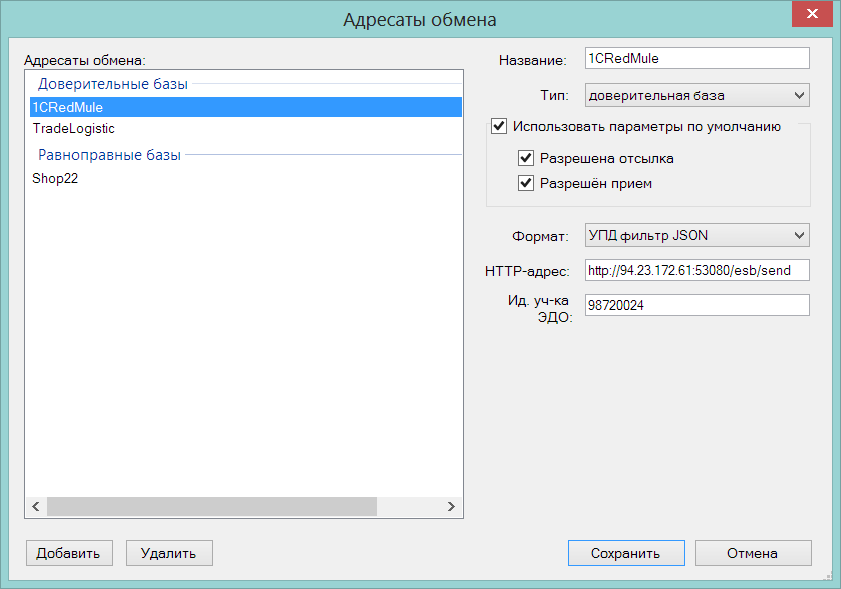 Адресаты обмена
Адресаты обмена:
Доверительные базы
1CRedMule
TradeLogistic
Равноправные базы
Shop22
Название: 1CRedMule
Тип: доверительная база
Использовать параметры по умолчанию
Разрешена отсылка
Разрешён прием
Формат: УПД фильтр JSON
HTTP-адрес: http://94.23.172.61:53080/esb/send
Ид. уч-ка
ЭДО: 98720024
Добавить Удалить Сохранить Отмена